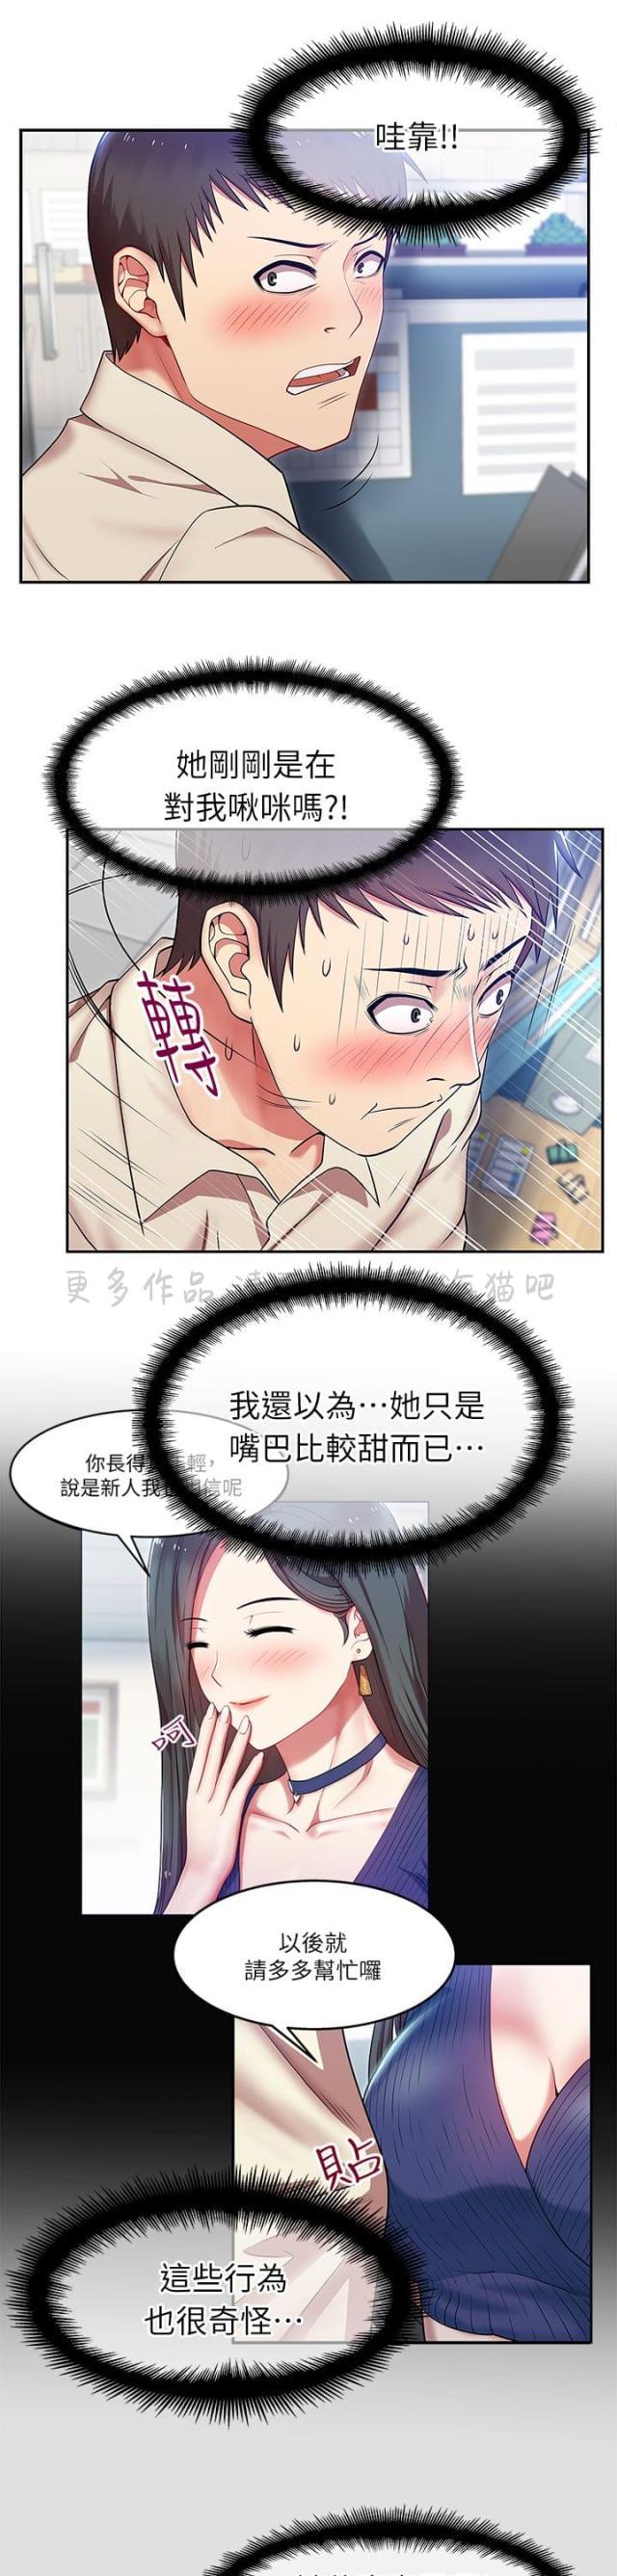 哇靠!!
她剛剛是在
對我啾咪嗎?!
轉
更多作品
猫吧
我還以為…她只是
嘴巴比較甜而已…
你長得 輕,
說是新人我 信呢
呵
以後就
請多多幫忙囉
貼
這些行為
也很奇怪…